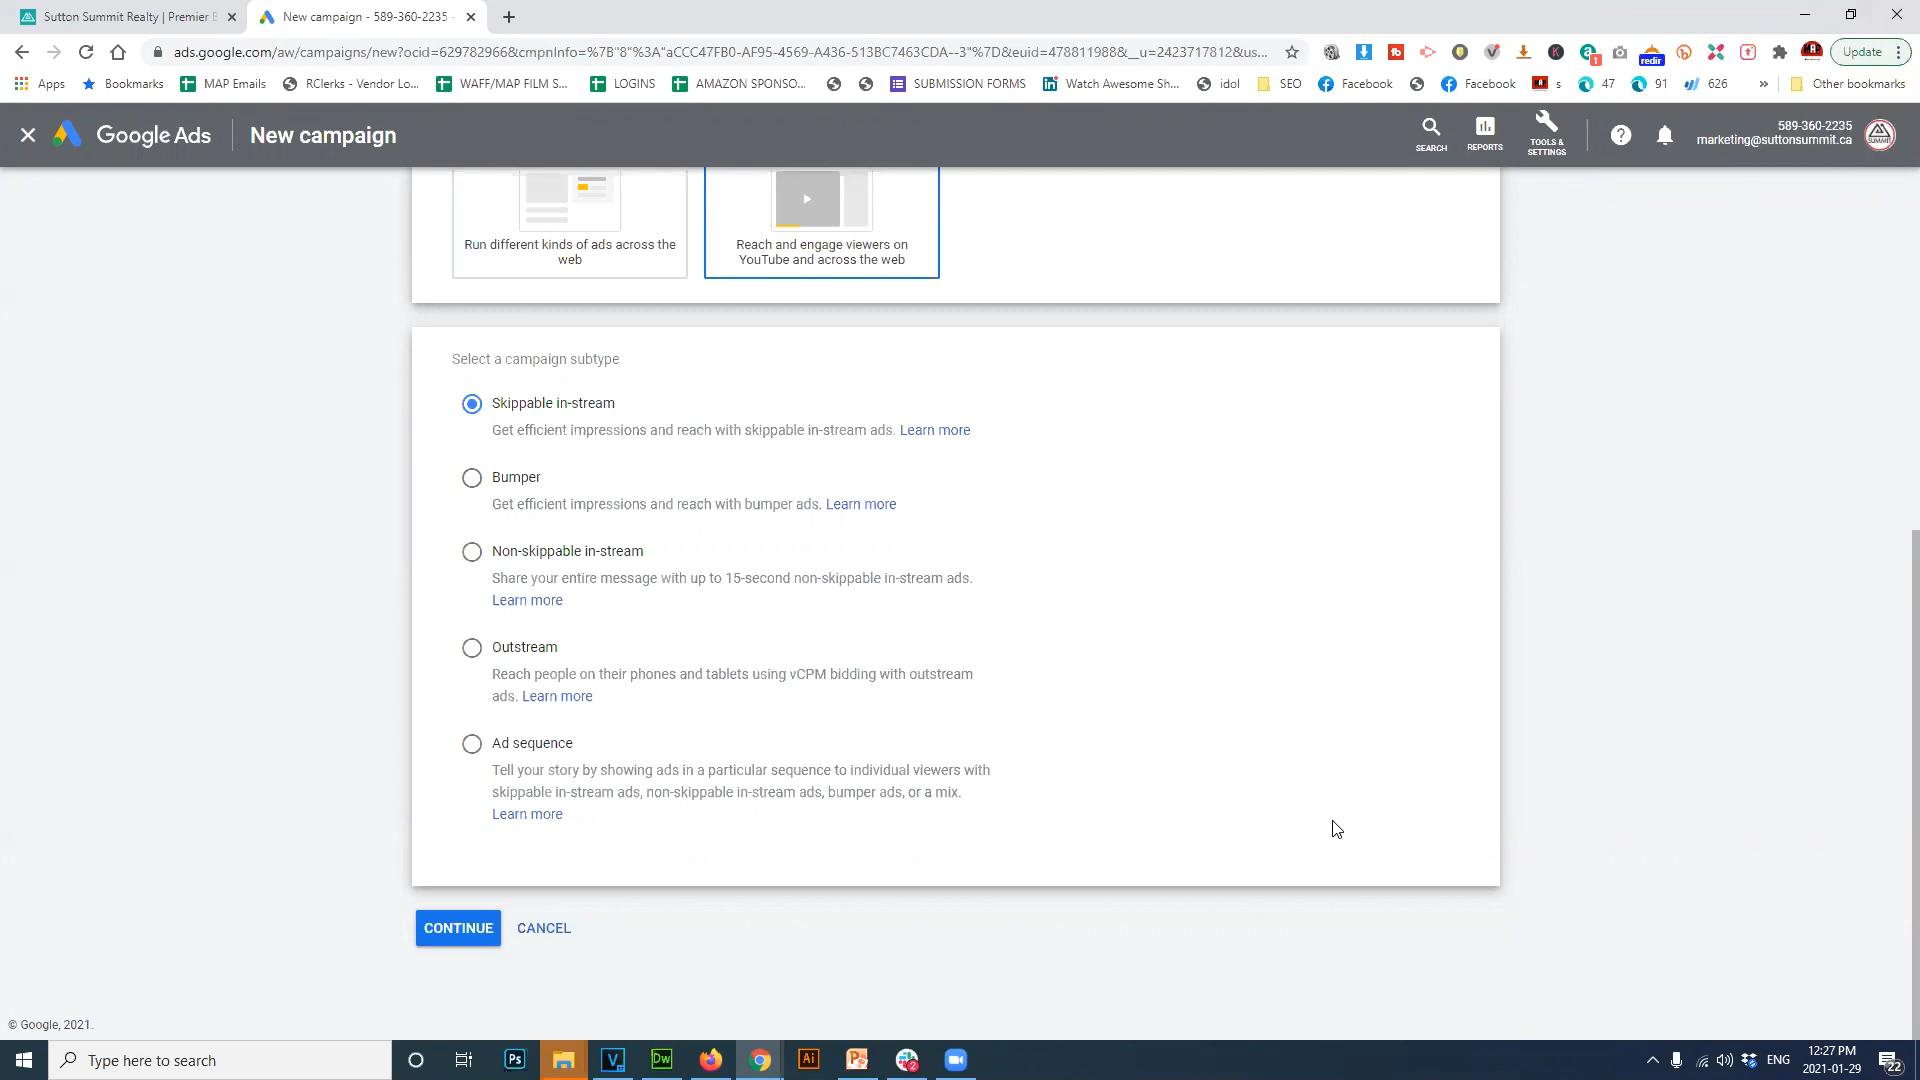 Sutton Summit Realty | Premier B
New campaign - 589-360-2235 -
ads.google.com/aw/campaigns/new?ocid=629782966&cmpnInfo=%7B"8"%3A"aCCC47FB0-AF95-4569-A436-513BC7463CDA--3"%7D&euid=478811988&__u=2423717812&us...
Update
Apps
Bookmarks
MAP Emails
RClerks - Vendor Lo...
WAFF/MAP FILM S...
LOGINS
AMAZON SPONSO...
SUBMISSION FORMS
Watch Awesome Sh...
idol
SEO
Facebook
Facebook
s
47
91
626
»
Other bookmarks
Google Ads
New campaign
SEARCH
REPORTS
TOOLS &
SETTINGS
589-360-2235
marketing@suttonsummit.ca
Run different kinds of ads across the
web
Reach and engage viewers on
YouTube and across the web
Select a campaign subtype
Skippable in-stream
Get efficient impressions and reach with skippable in-stream ads. Learn more
Bumper
Get efficient impressions and reach with bumper ads. Learn more
Non-skippable in-stream
Share your entire message with up to 15-second non-skippable in-stream ads.
Learn more
Outstream
Reach people on their phones and tablets using vCPM bidding with outstream
ads. Learn more
Ad sequence
Tell your story by showing ads in a particular sequence to individual viewers with
skippable in-stream ads, non-skippable in-stream ads, bumper ads, or a mix.
Learn more
CONTINUE
CANCEL
© Google, 2021.
Type here to search
Ps
Dw
Ai
2
ENG
12:27 PM
2021-01-29
22